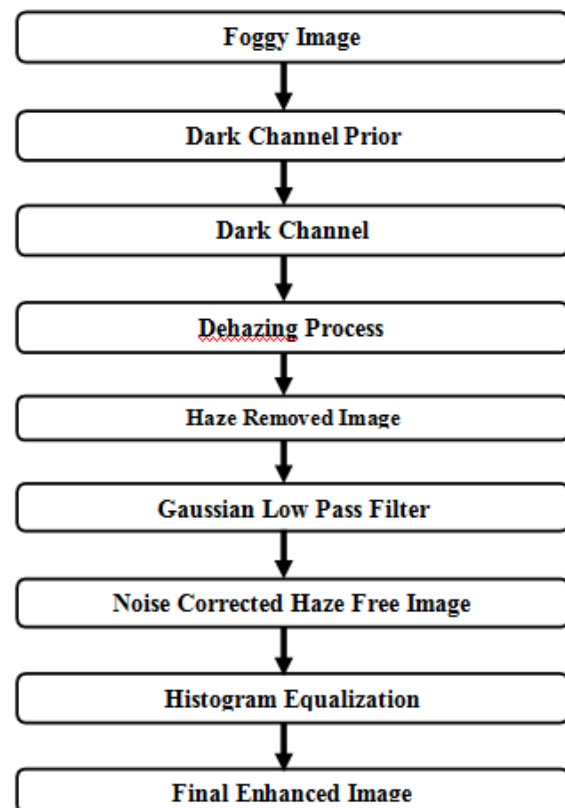 Foggy Image
Dark Channel Prior
Dark Channel
Dehazing Process
Haze Removed Image
Gaussian Low Pass Filter
Noise Corrected Haze Free Image
Histogram Equalization
Final Enhanced Image